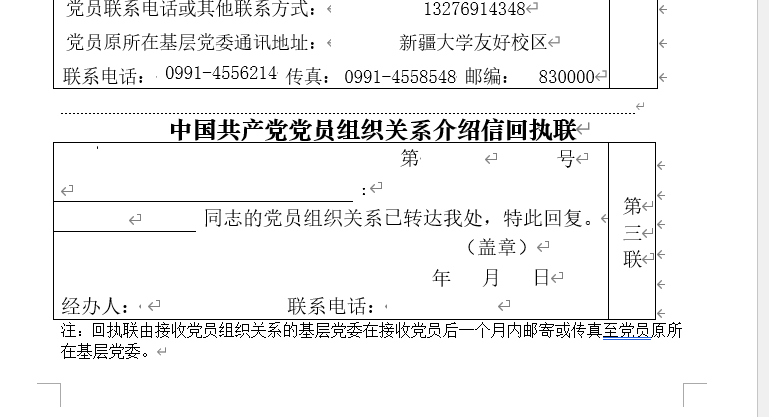 党员联系电话或其他联系方式： 13276914348
党员原所在基层党委通讯地址： 新疆大学友好校区
联系电话： 0991-4556214 传真： 0991-4558548 邮编： 830000
中国共产党党员组织关系介绍信回执联
第 号
：
同志的党员组织关系已转达我处，特此回复。
（盖章）
年 月 日
经办人： 联系电话：
第
三
联
注：回执联由接收党员组织关系的基层党委在接收党员后一个月内邮寄或传真至党员原所
在基层党委。